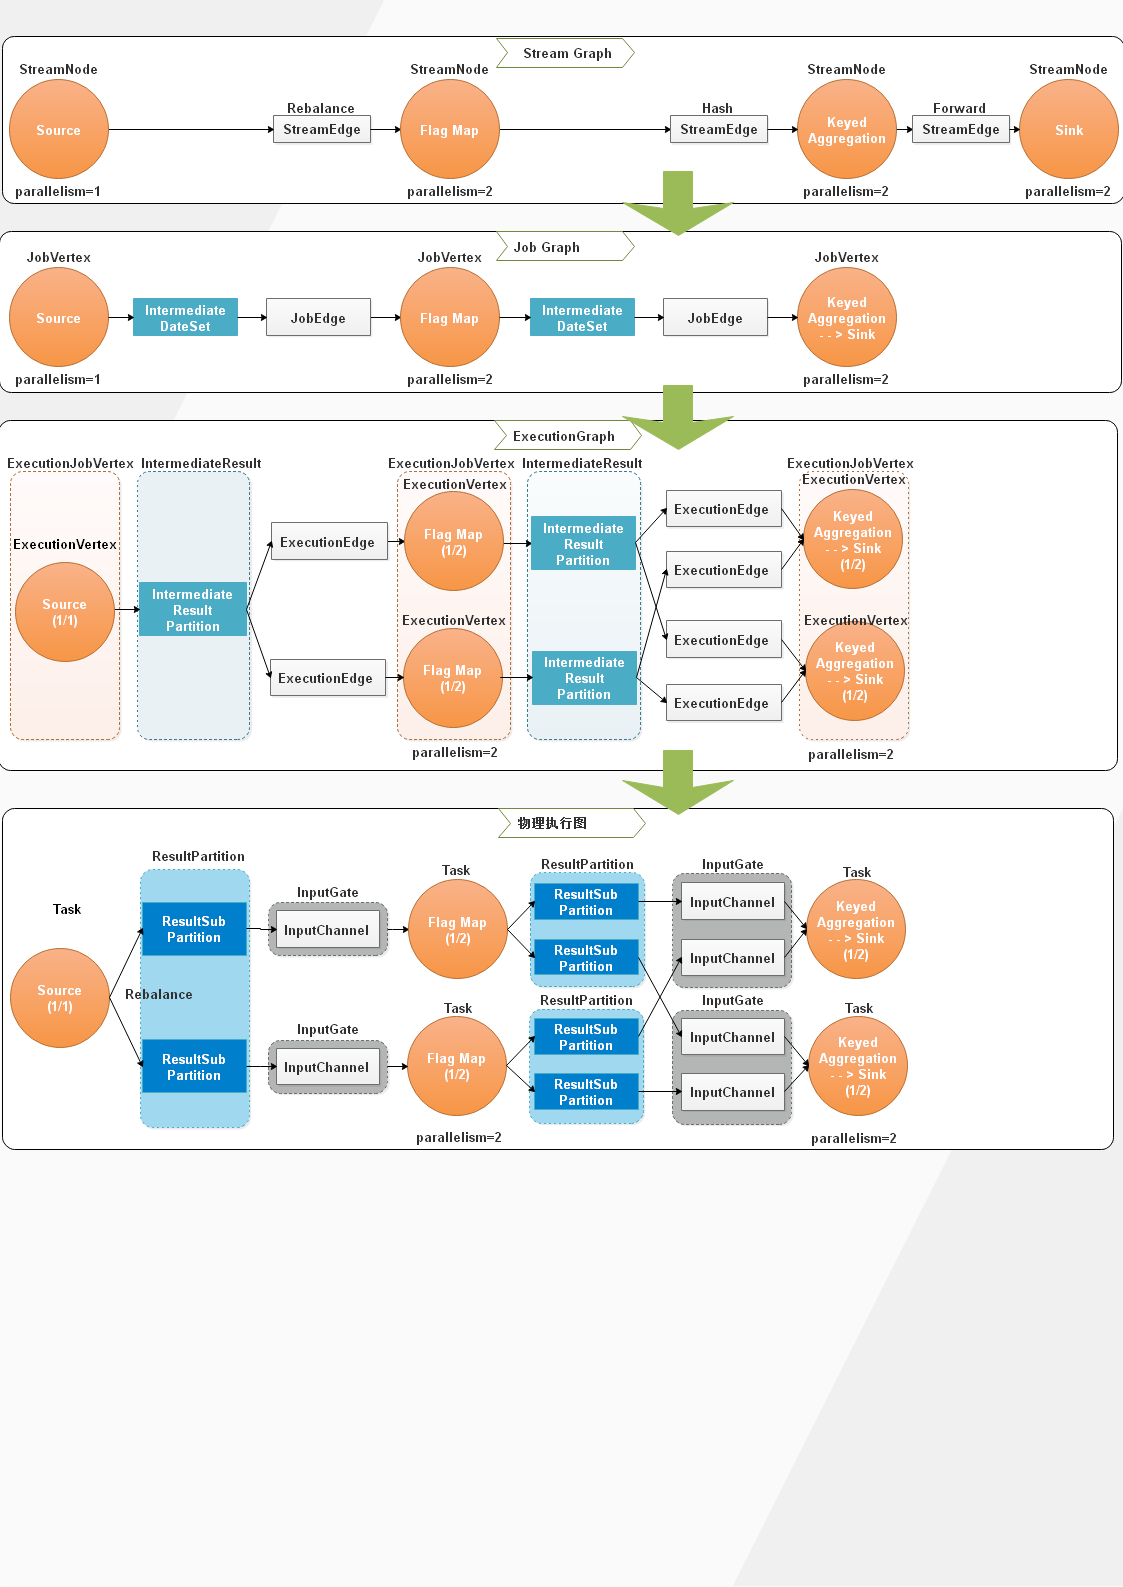 Stream Graph
StreamNode
StreamNode
StreamNode
StreamNode
Rebalance
Hash
Forward
Source
StreamEdge
Flag Map
StreamEdge
Keyed
Aggregation
StreamEdge
Sink
parallelism=1
parallelism=2
parallelism=2
parallelism=2
Job Graph
JobVertex
JobVertex
JobVertex
Source
Intermediate
DateSet
JobEdge
Flag Map
Intermediate
DateSet
JobEdge
Keyed
Aggregation
- - > Sink
parallelism=1
parallelism=2
parallelism=2
ExecutionGraph
ExecutionJobVertex
IntermediateResult
ExecutionJobVertex
IntermediateResult
ExecutionJobVertex
ExecutionVertex
ExecutionVertex
ExecutionVertex
Source
(1/1)
Intermediate
Result
Partition
ExecutionEdge
ExecutionEdge
Flag Map
(1/2)
ExecutionVertex
Flag Map
(1/2)
Intermediate
Result
Partition
Intermediate
Result
Partition
ExecutionEdge
ExecutionEdge
ExecutionEdge
ExecutionEdge
Keyed
Aggregation
- - > Sink
(1/2)
ExecutionVertex
Keyed
Aggregation
- - > Sink
(1/2)
parallelism=2
parallelism=2
物理执行图
Task
Source
(1/1)
Rebalance
ResultPartition
ResultSub
Partition
ResultSub
Partition
InputGate
InputChannel
InputGate
InputChannel
Task
Flag Map
(1/2)
Task
Flag Map
(1/2)
parallelism=2
ResultPartition
ResultSub
Partition
ResultSub
Partition
ResultPartition
ResultSub
Partition
ResultSub
Partition
InputGate
InputChannel
InputChannel
InputGate
InputChannel
InputChannel
Task
Keyed
Aggregation
- - > Sink
(1/2)
Task
Keyed
Aggregation
- - > Sink
(1/2)
parallelism=2